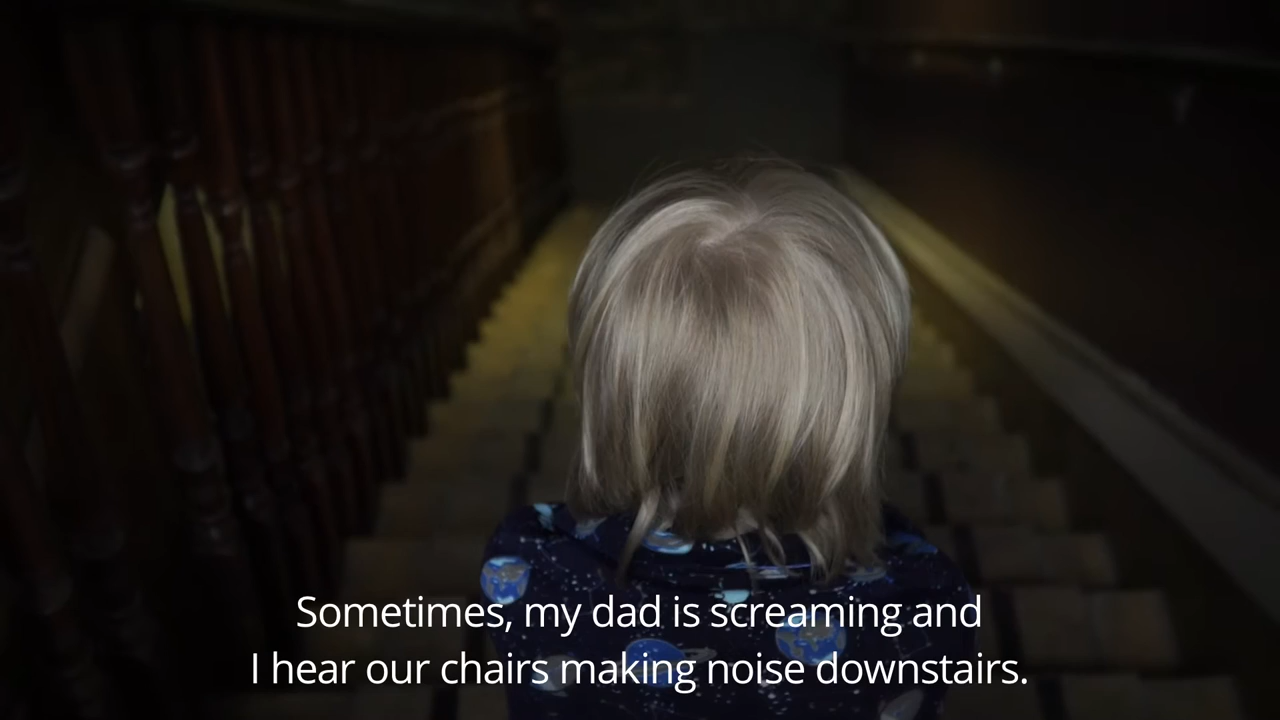 Sometimes, my dad is screaming and
I hear our chairs making noise downstairs.